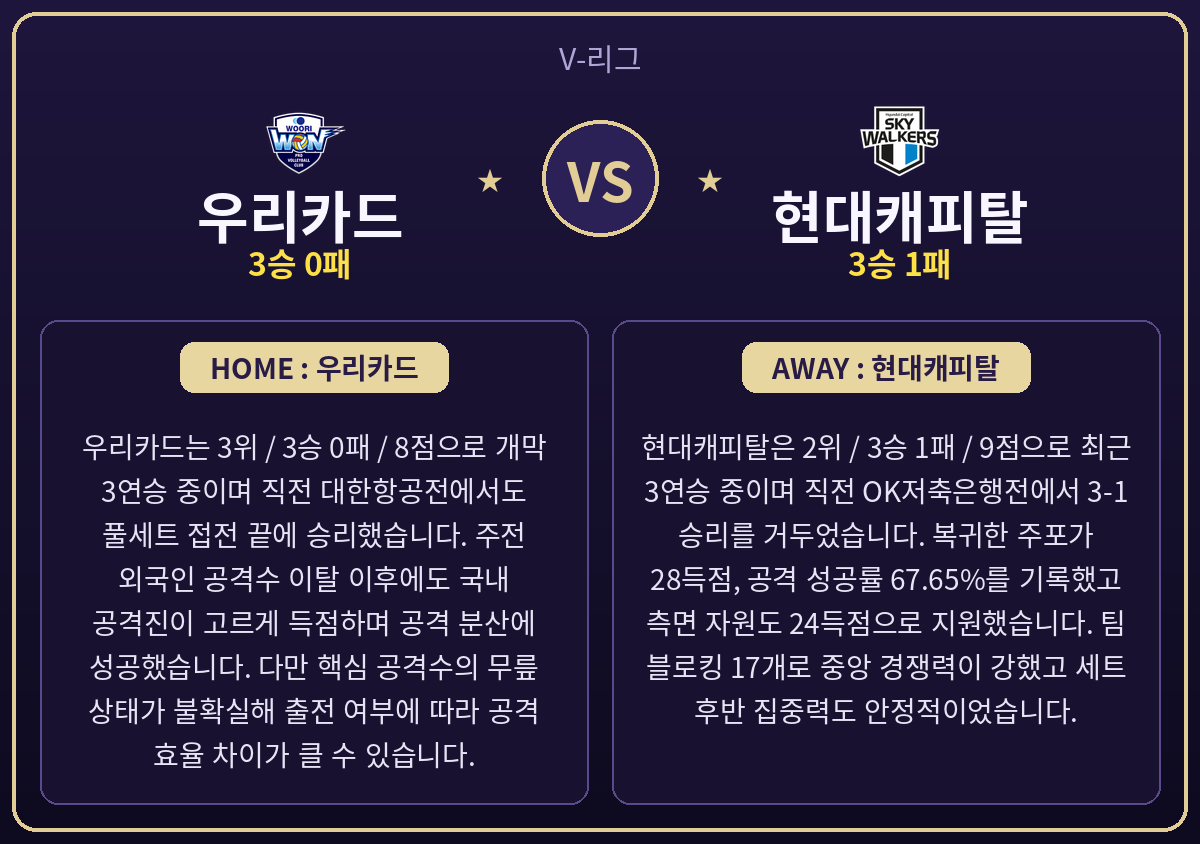 V-리그
WOORI
WON
PRO
VOLLEYBALL
CLUB
SKY
WALKERS
VS
우리카드
현대캐피탈
3승 0패
3승 1패
HOME : 우리카드
우리카드는 3위 / 3승 0패 / 8점으로 개막
3연승 중이며 직전 대한항공전에서도
풀세트 접전 끝에 승리했습니다. 주전
외국인 공격수 이탈 이후에도 국내
공격진이 고르게 득점하며 공격 분산에
성공했습니다. 다만 핵심 공격수의 무릎
상태가 불확실해 출전 여부에 따라 공격
효율 차이가 클 수 있습니다.
AWAY : 현대캐피탈
현대캐피탈은 2위 / 3승 1패 / 9점으로 최근
3연승 중이며 직전 OK저축은행전에서 3-1
승리를 거두었습니다. 복귀한 주포가
28득점, 공격 성공률 67.65%를 기록했고
측면 자원도 24득점으로 지원했습니다. 팀
블로킹 17개로 중앙 경쟁력이 강했고 세트
후반 집중력도 안정적이었습니다.